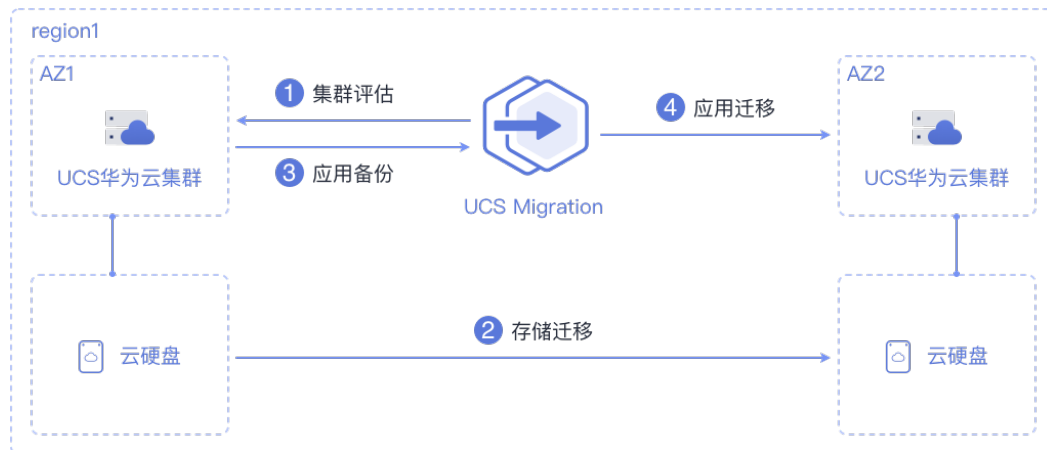 region1
AZ1
UCS华为云集群
1 集群评估
3 应用备份
UCS Migration
4 应用迁移
AZ2
UCS华为云集群
云硬盘
2 存储迁移
云硬盘